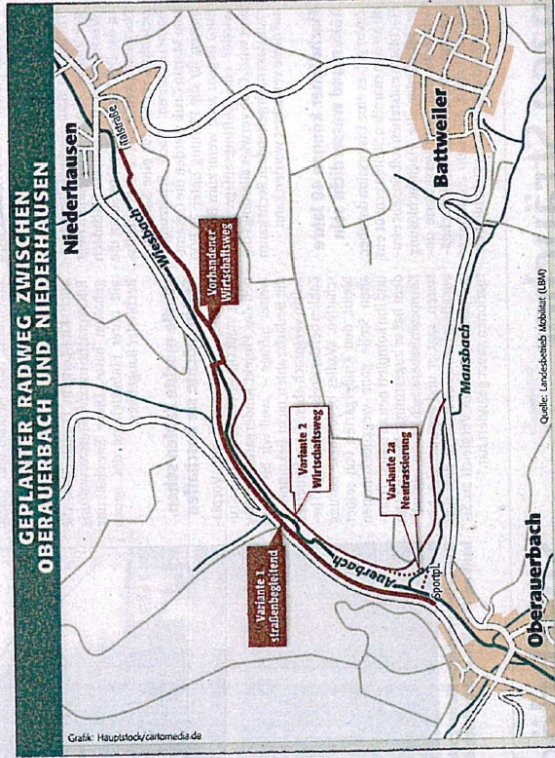 GEPLANTER RADWEG ZWISCHEN
OBERAUERBACH UND NIEDERHAUSEN
Niederhausen
Talstraße
Wiesbach
Vorhandener
Wirtschaftsweg
Battweiler
Variante 1
straßenbegleitend
Variante 2
Wirtschaftsweg
Auerbach
Variante 2a
Neutrassierung
Mansbach
Sportpl.
Oberauerbach
Grafik: Hauptstock/cartomedia.de
Quelle: Landesbetrieb Mobilität (LBM)